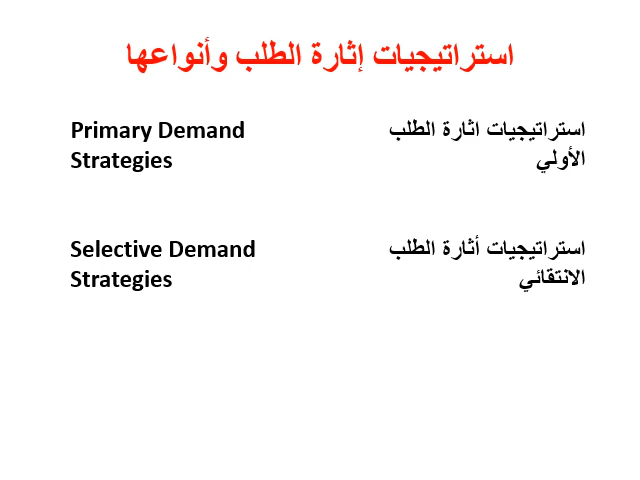 استراتيجيات إثارة الطلب وأنواعها
Primary Demand
Strategies
استراتيجيات اثارة الطلب
الأولي
Selective Demand
Strategies
استراتيجيات أثارة الطلب
الانتقائي